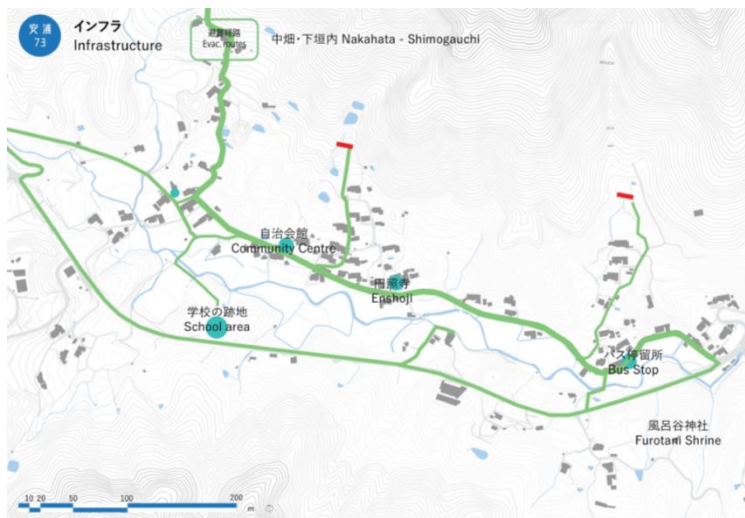 安浦
73
インフラ
Infrastructure
避難経路
Evac. routes
中畑・下垣内 Nakahata - Shimogauchi
自治会館
Community Centre
円照寺
Enshoji
学校の跡地
School area
バス停留所
Bus Stop
風呂谷神社
Furotani Shrine
10 20 50 100 200
m